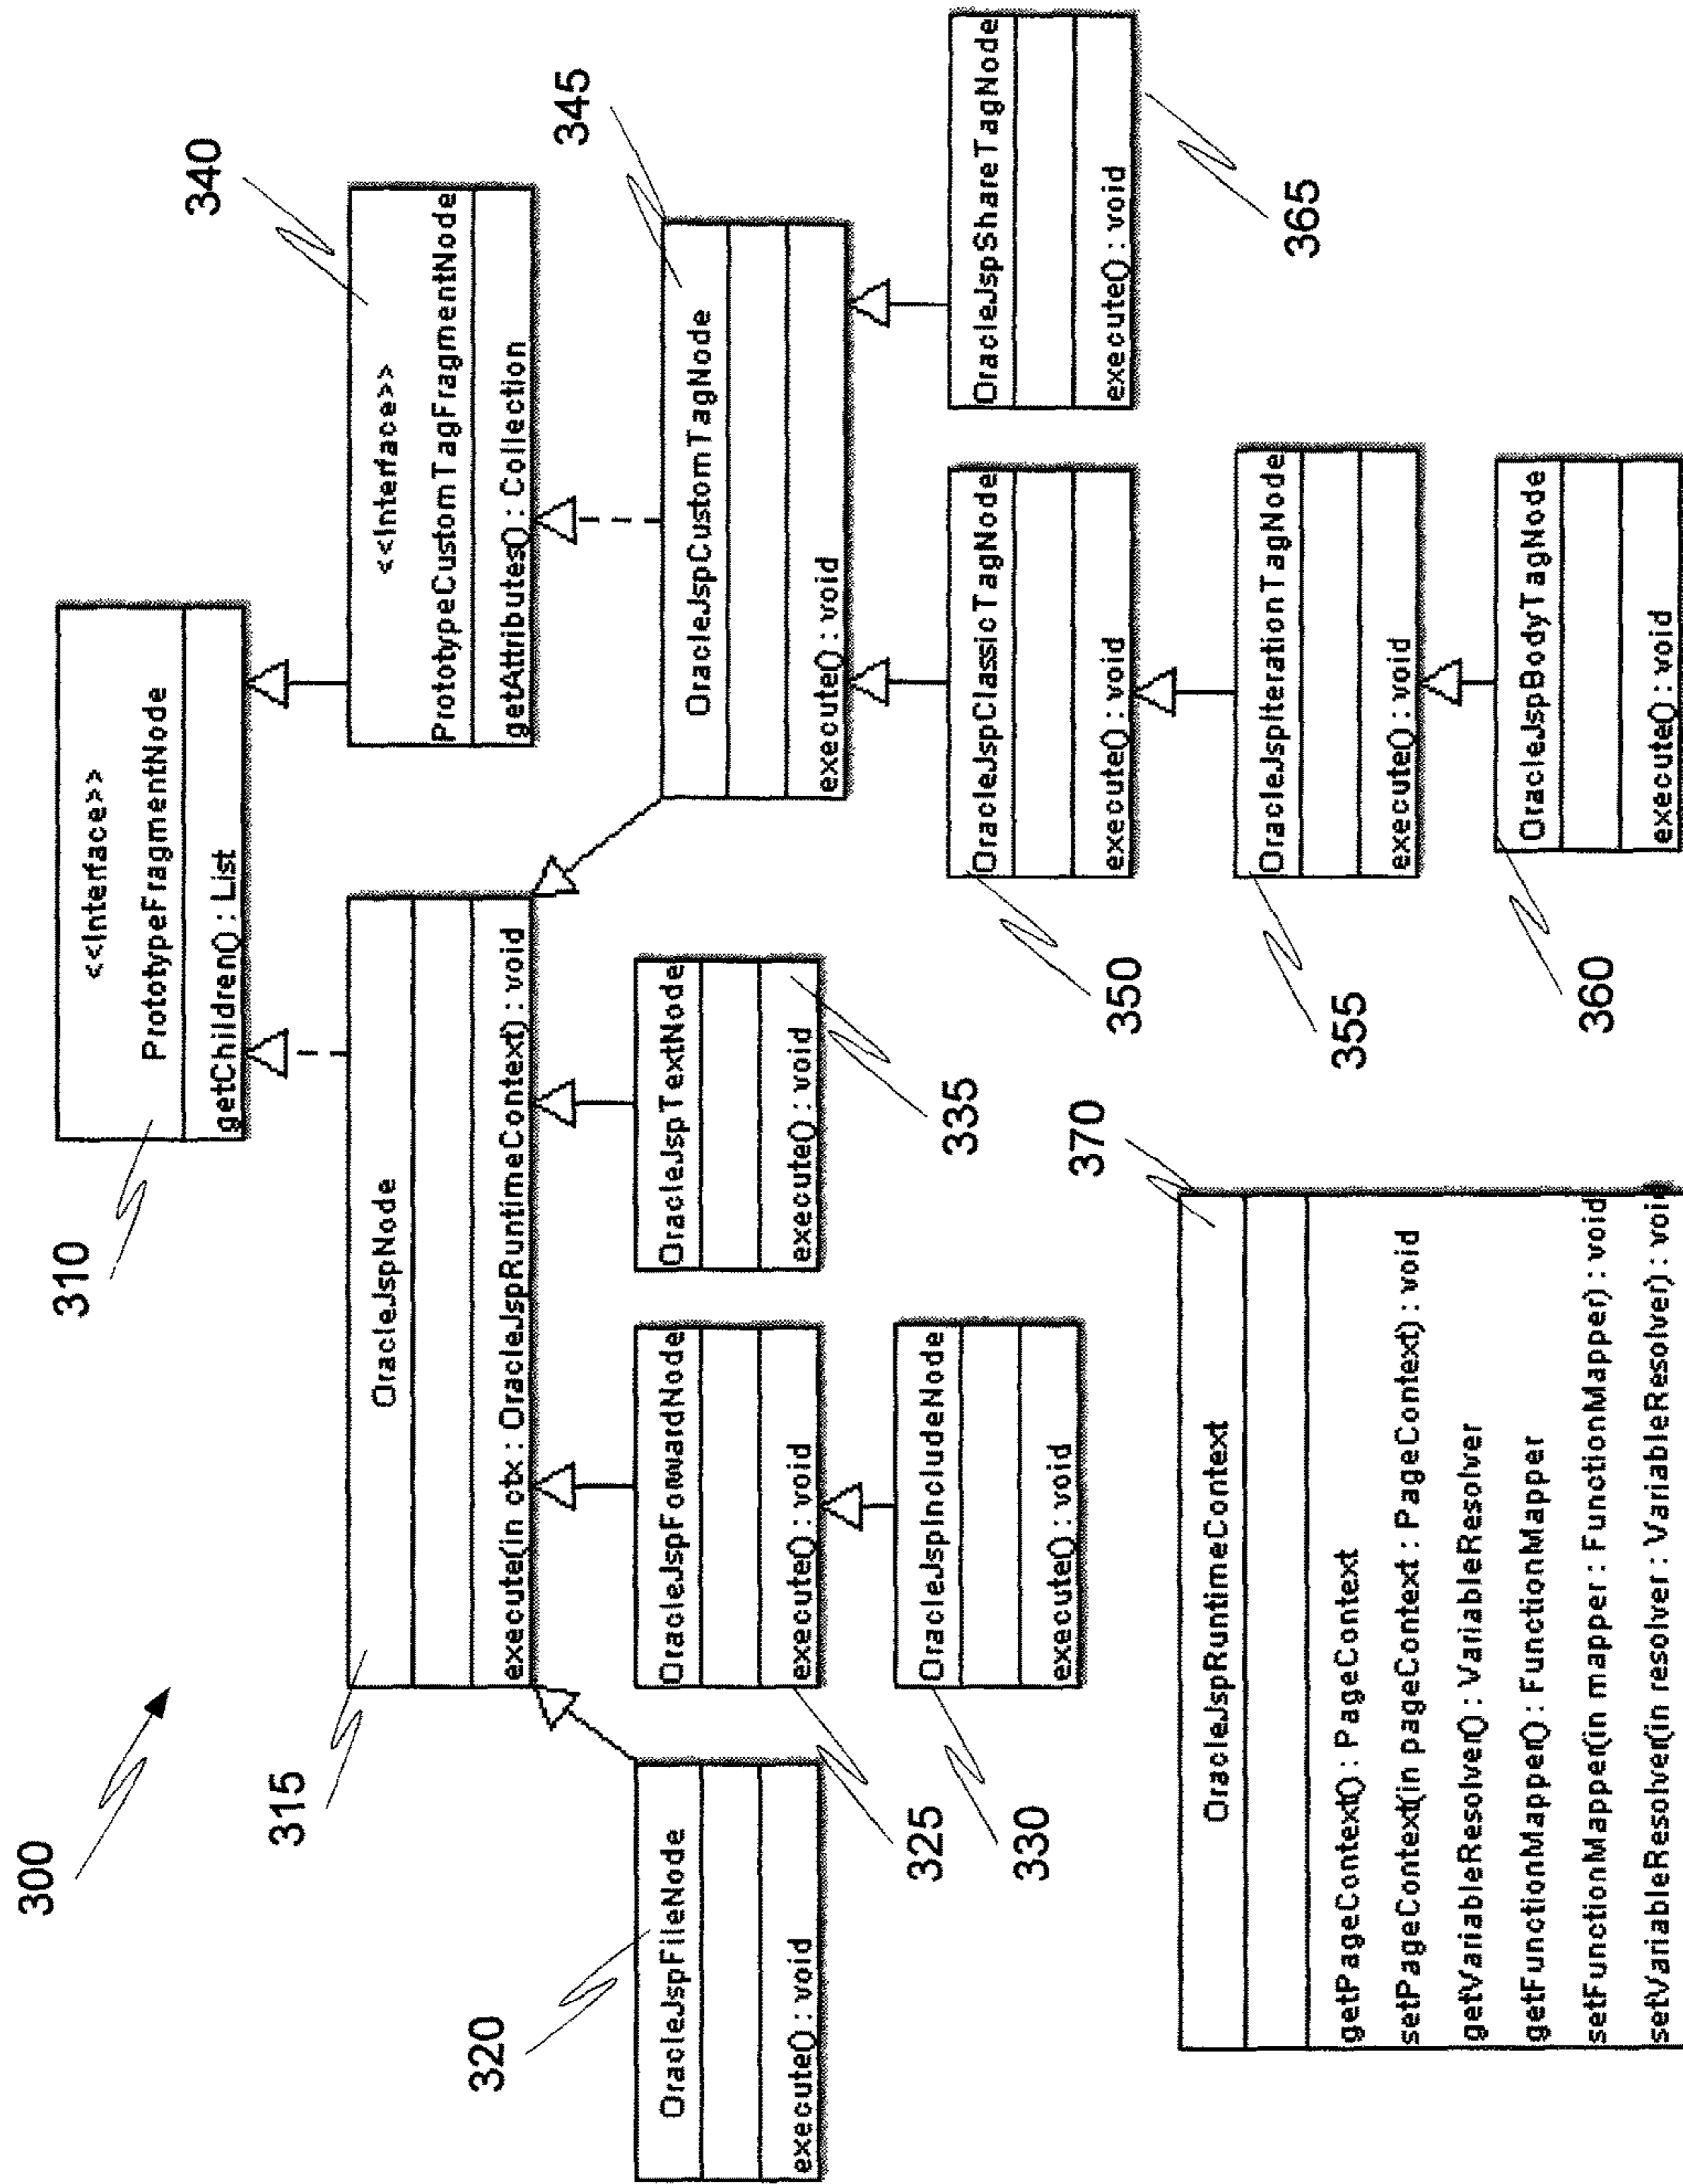 300
310
<<Interface>>
PrototypeFragmentNode
getChildren() : List
315
OracleJspNode
execute(in ctx : OracleJspRuntimeContext) : void
340
<<Interface>>
PrototypeCustomTagFragmentNode
getAttributes() : Collection
320
OracleJspFileNode
execute() : void
325
OracleJspForwardNode
execute() : void
335
OracleJspTextNode
execute() : void
345
OracleJspCustomTagNode
execute() : void
330
OracleJspIncludeNode
execute() : void
350
OracleJspClassicTagNode
execute() : void
OracleJspShareTagNode
execute() : void
365
355
OracleJspIterationTagNode
execute() : void
360
OracleJspBodyTagNode
execute() : void
370
OracleJspRuntimeContext
getPageContext() : PageContext
setPageContext(in pageContext : PageContext) : void
getVariableResolver() : VariableResolver
getFunctionMapper() : FunctionMapper
setFunctionMapper(in mapper : FunctionMapper) : void
setVariableResolver(in resolver : VariableResolver) : void